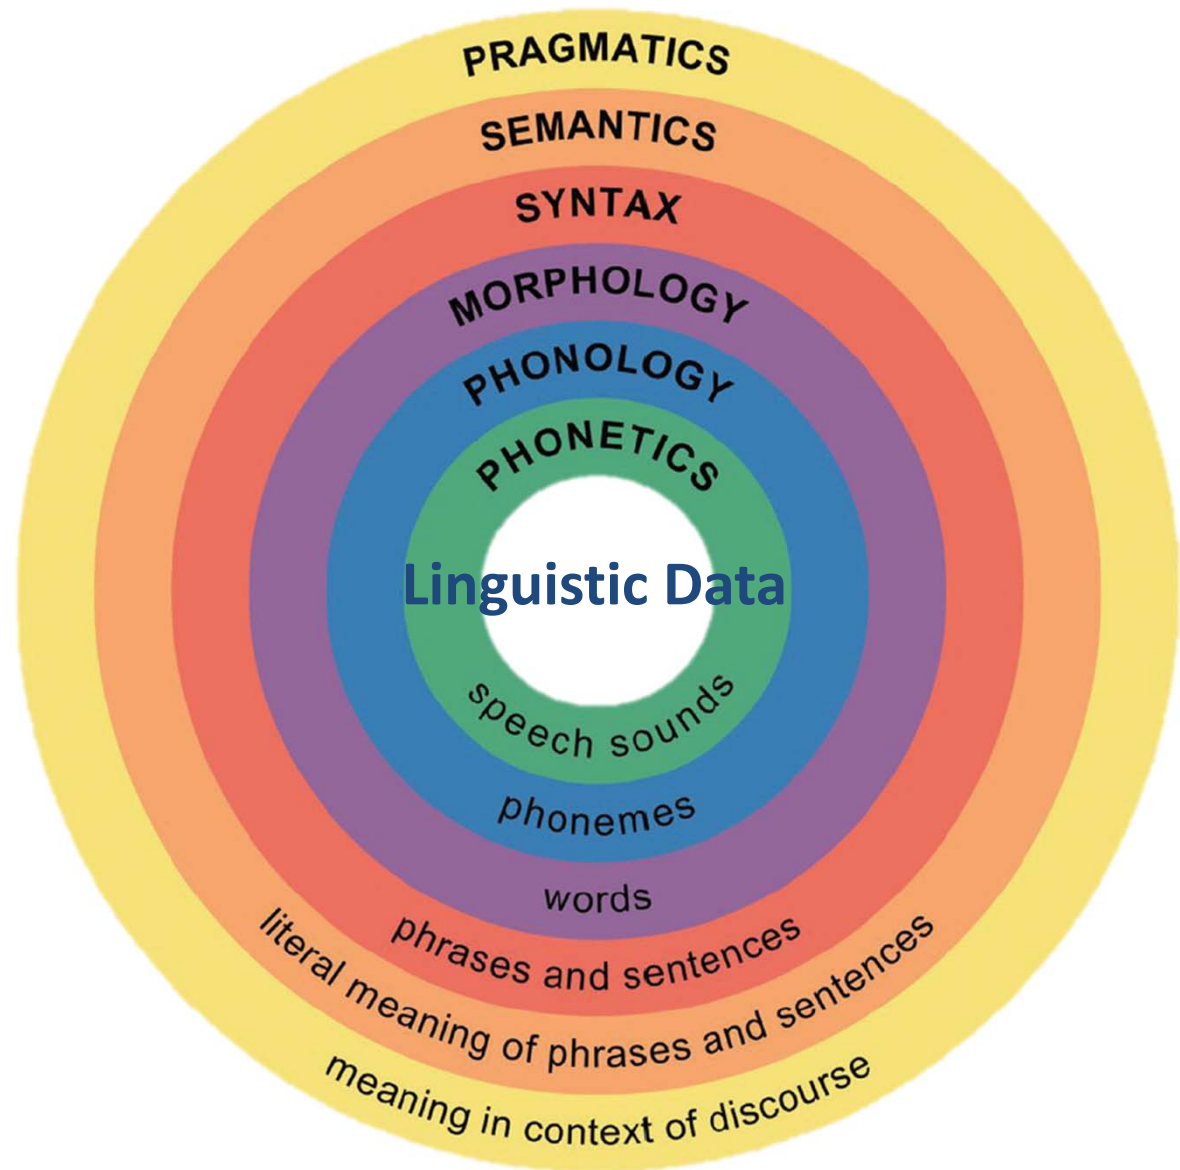 PRAGMATICS
SEMANTICS
SYNTAX
MORPHOLOGY
PHONOLOGY
PHONETICS
Linguistic Data
speech sounds
phonemes
words
phrases and sentences
literal meaning of phrases and sentences
meaning in context of discourse